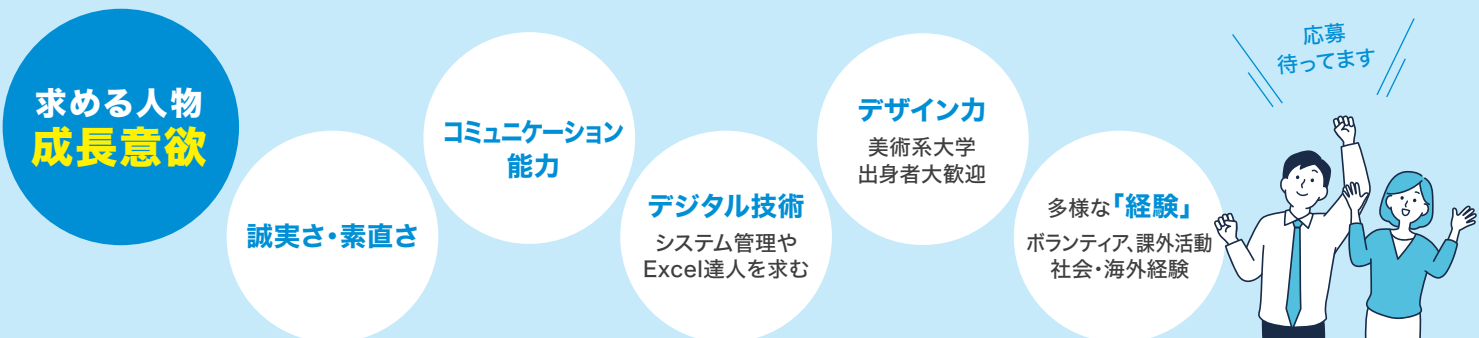 求める人物
成長意欲
誠実さ・素直さ
コミュニケーション
能力
デジタル技術
システム管理や
Excel達人を求む
デザイン力
美術系大学
出身者大歓迎
多様な「経験」
ボランティア、課外活動
社会・海外経験
応募
待ってます